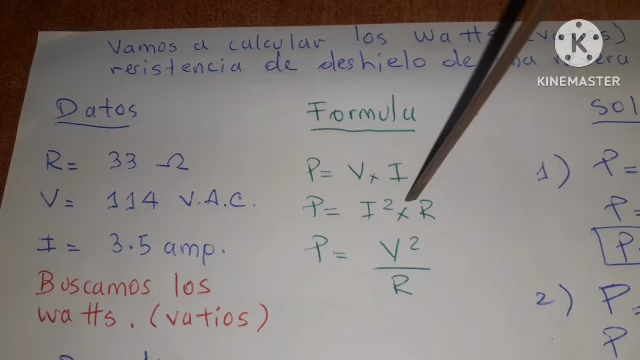 Vamos a calcular los watts (
resistencia de deshielo de
Datos
R= 33 Ω
V= 114 V.A.C.
I= 3.5 amp.
Buscamos los
watts. (vatios)
Formula
P= V x I
P= I² x R
P= V²
R
SOL
1) P=
P=
P
2) P=
P
K
KINEMASTER